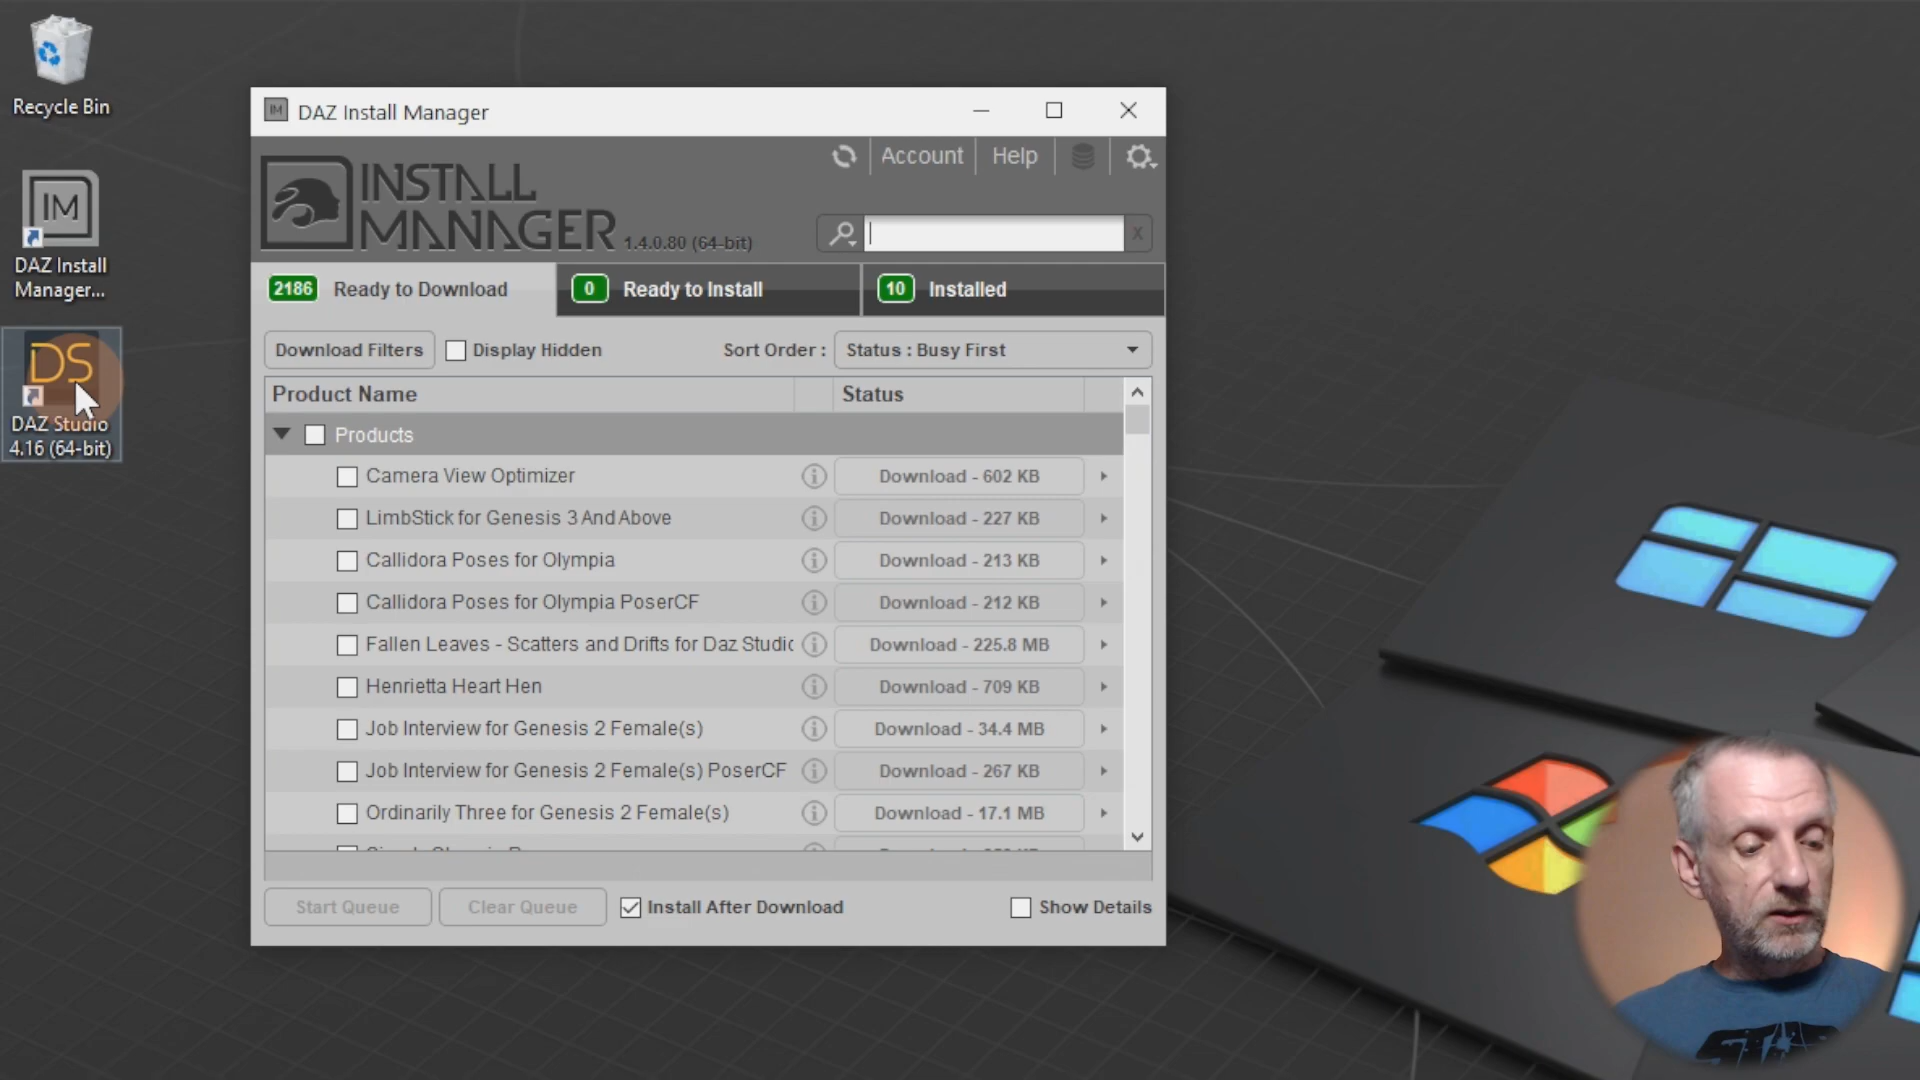 Recycle Bin
IM
DAZ Install
Manager...
DS
DAZ Studio
4.16 (64-bit)
IM
DAZ Install Manager
Account
Help
INSTALL
MANAGER
1.4.0.80 (64-bit)
X
2186
Ready to Download
0
Ready to Install
10
Installed
Download Filters
Display Hidden
Sort Order :
Status : Busy First
Product Name
Status
Products
Camera View Optimizer
Download - 602 KB
LimbStick for Genesis 3 And Above
Download - 227 KB
Callidora Poses for Olympia
Download - 213 KB
Callidora Poses for Olympia PoserCF
Download - 212 KB
Fallen Leaves - Scatters and Drifts for Daz Studio
Download - 225.8 MB
Henrietta Heart Hen
Download - 709 KB
Job Interview for Genesis 2 Female(s)
Download - 34.4 MB
Job Interview for Genesis 2 Female(s) PoserCF
Download - 267 KB
Ordinarily Three for Genesis 2 Female(s)
Download - 17.1 MB
Start Queue
Clear Queue
Install After Download
Show Details